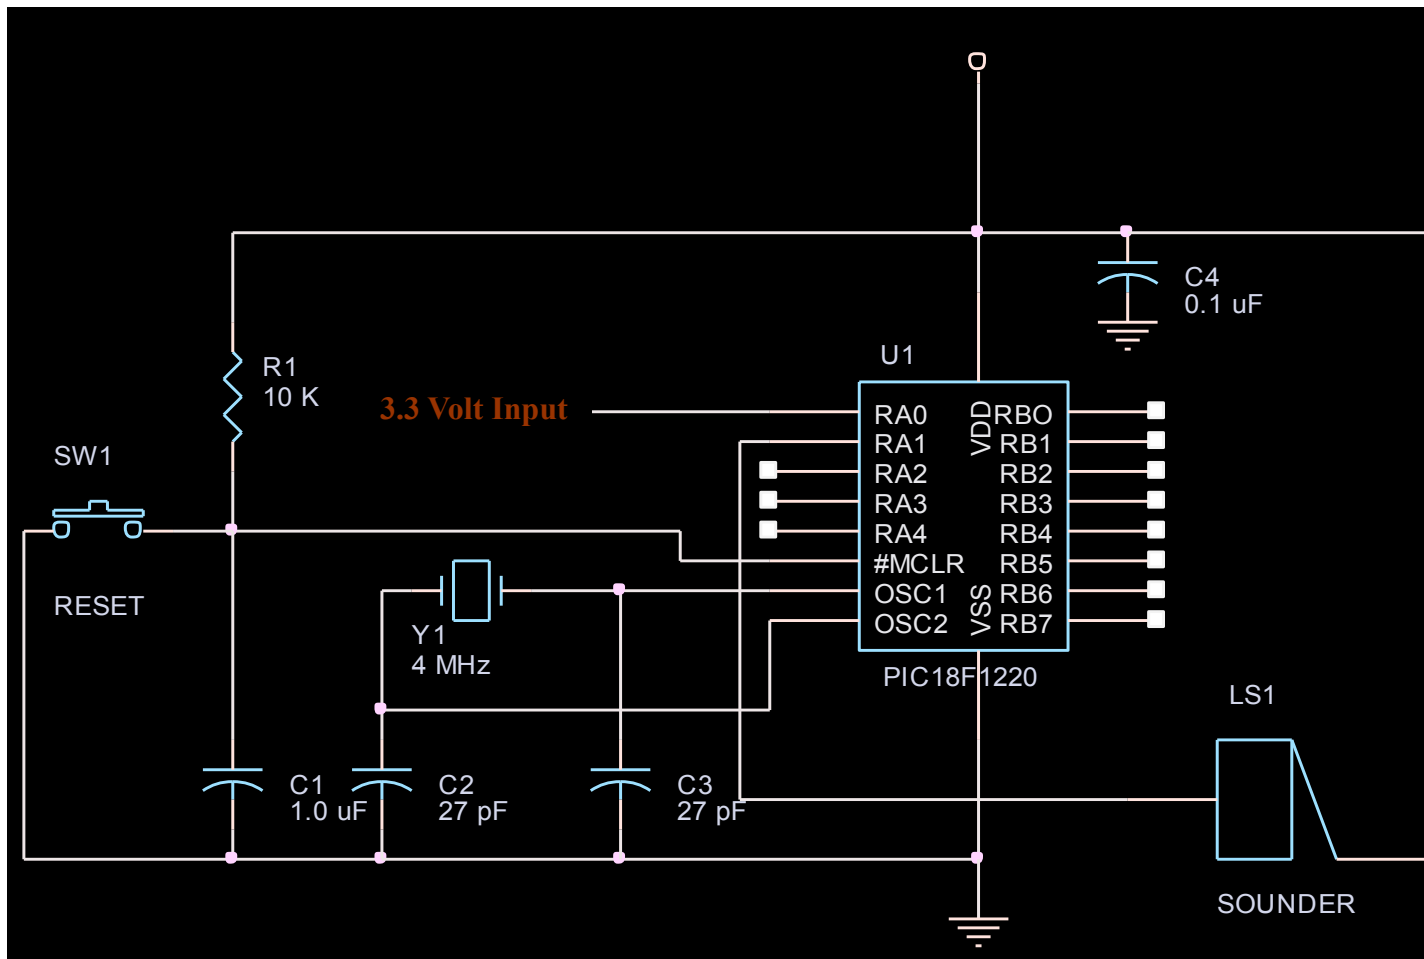 C4
0.1 uF
U1
R1
10 K
3.3 Volt Input
RA0
RA1
RA2
RA3
RA4
#MCLR
OSC1
OSC2
VDD
VSS
RBO
RB1
RB2
RB3
RB4
RB5
RB6
RB7
PIC18F1220
SW1
RESET
Y1
4 MHz
C1
1.0 uF
C2
27 pF
C3
27 pF
LS1
SOUNDER